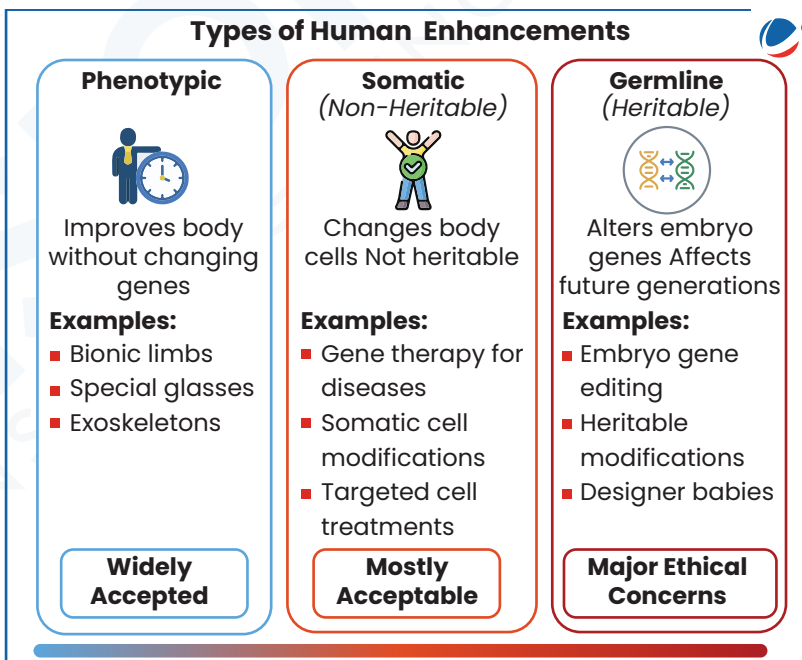 Types of Human Enhancements
Phenotypic
Improves body
without changing
genes
Examples:
Bionic limbs
Special glasses
Exoskeletons
Widely
Accepted
Somatic
(Non-Heritable)
Changes body
cells Not heritable
Examples:
Gene therapy for
diseases
Somatic cell
modifications
Targeted cell
treatments
Mostly
Acceptable
Germline
(Heritable)
Alters embryo
genes Affects
future generations
Examples:
Embryo gene
editing
Heritable
modifications
Designer babies
Major Ethical
Concerns